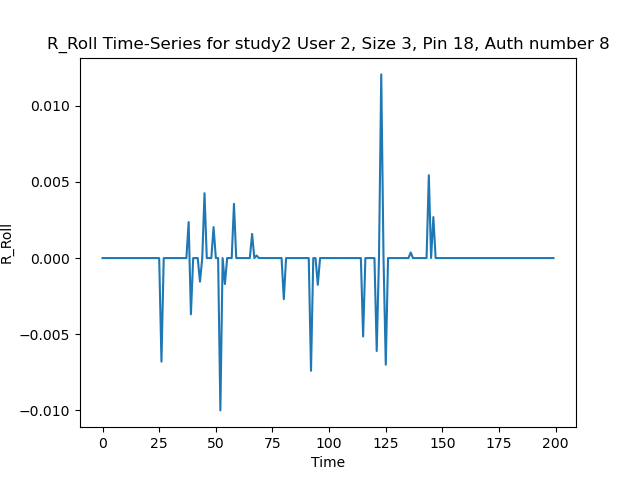 R_Roll Time-Series for study2 User 2, Size 3, Pin 18, Auth number 8
0.010
0.005
0.000
−0.005
−0.010
R_Roll
0 25 50 75 100 125 150 175 200
Time